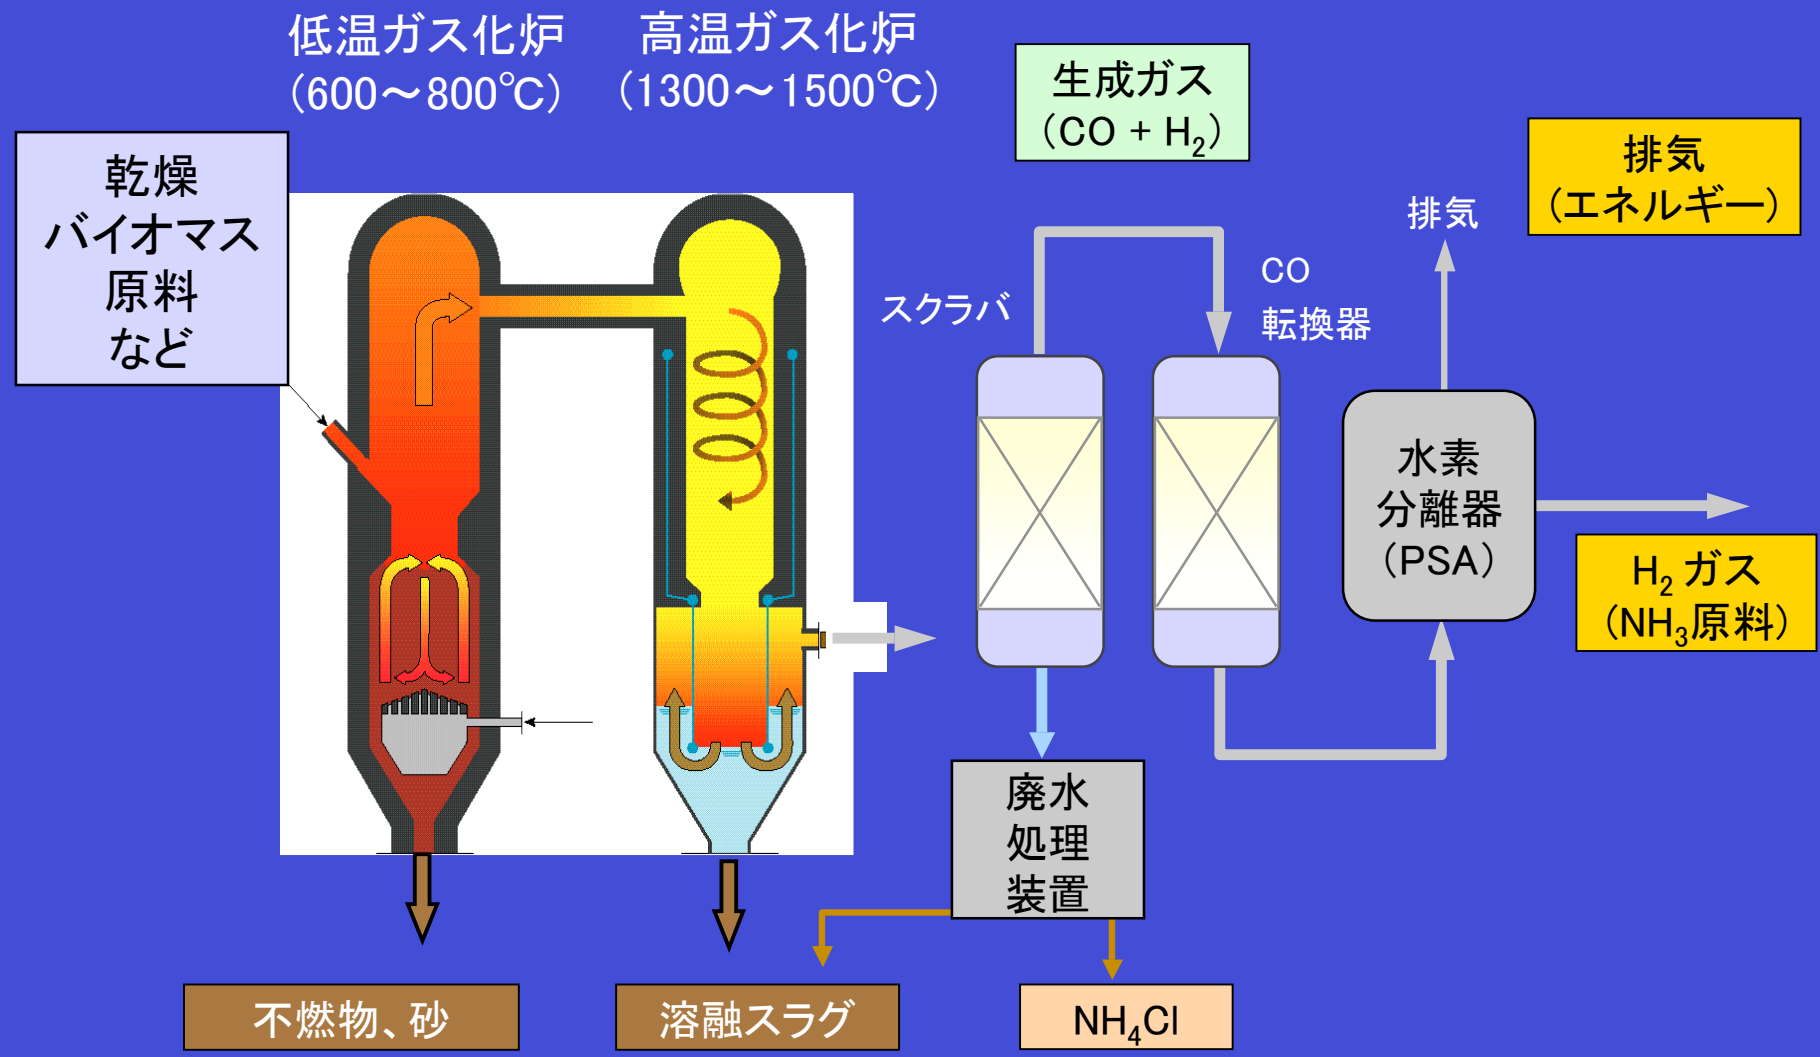 低温ガス化炉
(600～800℃)
高温ガス化炉
(1300～1500℃)
生成ガス
(CO + H₂)
排気
(エネルギー)
乾燥
バイオマス
原料
など
排気
スクラバ
CO
転換器
水素
分離器
(PSA)
H₂ ガス
(NH₃原料)
廃水
処理
装置
不燃物、砂
溶融スラグ
NH₄Cl